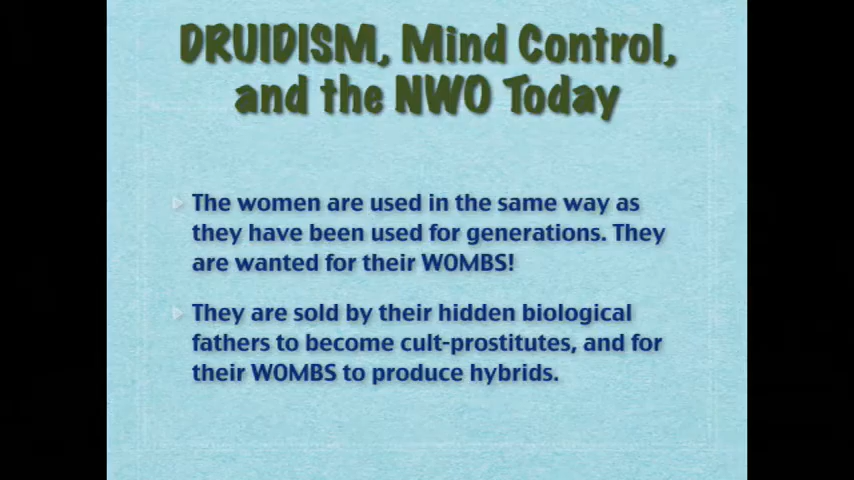 DRUIDISM, Mind Control,
and the NWO Today
The women are used in the same way as
they have been used for generations. They
are wanted for their WOMBS!
They are sold by their hidden biological
fathers to become cult-prostitutes, and for
their WOMBS to produce hybrids.